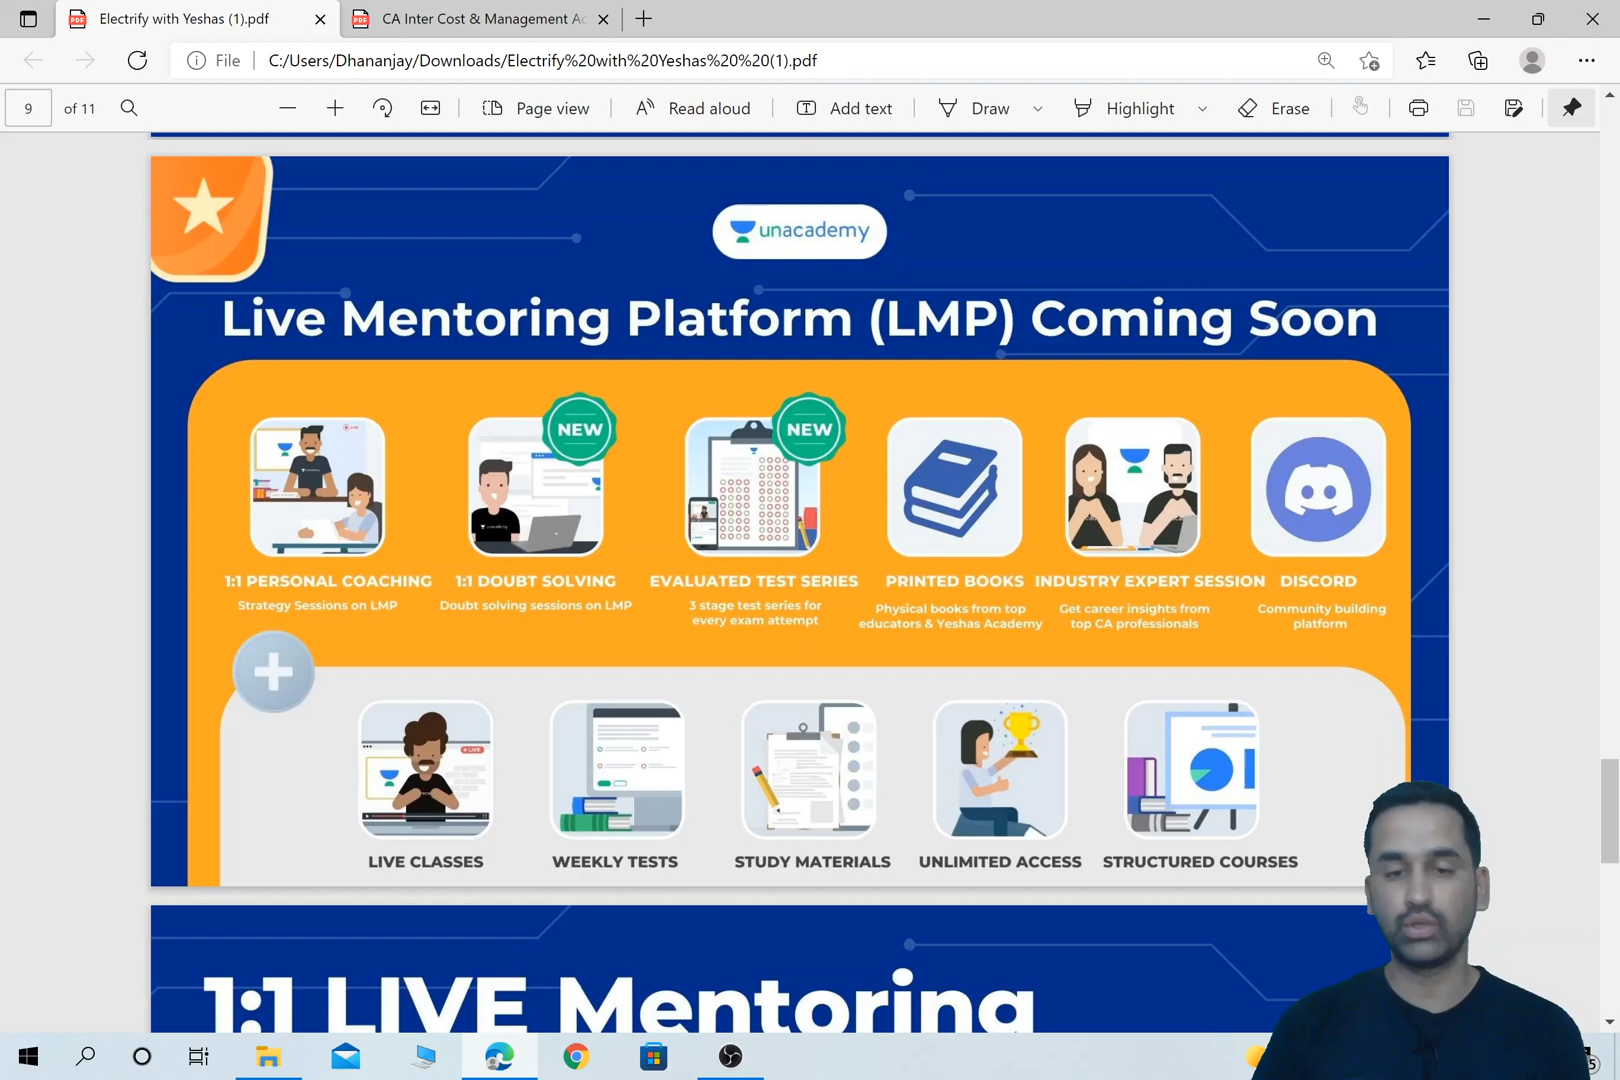 Electrify with Yeshas (1).pdf
CA Inter Cost & Management Ac
File
C:/Users/Dhananjay/Downloads/Electrify%20with%20Yeshas%20%20(1).pdf
9 of 11
Page view
Read aloud
Add text
Draw
Highlight
Erase
unacademy
Live Mentoring Platform (LMP) Coming Soon
NEW
NEW
1:1 PERSONAL COACHING
Strategy Sessions on LMP
1:1 DOUBT SOLVING
Doubt solving sessions on LMP
EVALUATED TEST SERIES
3 stage test series for
every exam attempt
PRINTED BOOKS
Physical books from top
educators & Yeshas Academy
INDUSTRY EXPERT SESSION
Get career insights from
top CA professionals
DISCORD
Community building
platform
LIVE
LIVE CLASSES
WEEKLY TESTS
STUDY MATERIALS
UNLIMITED ACCESS
STRUCTURED COURSES
1:1 LIVE Mentoring